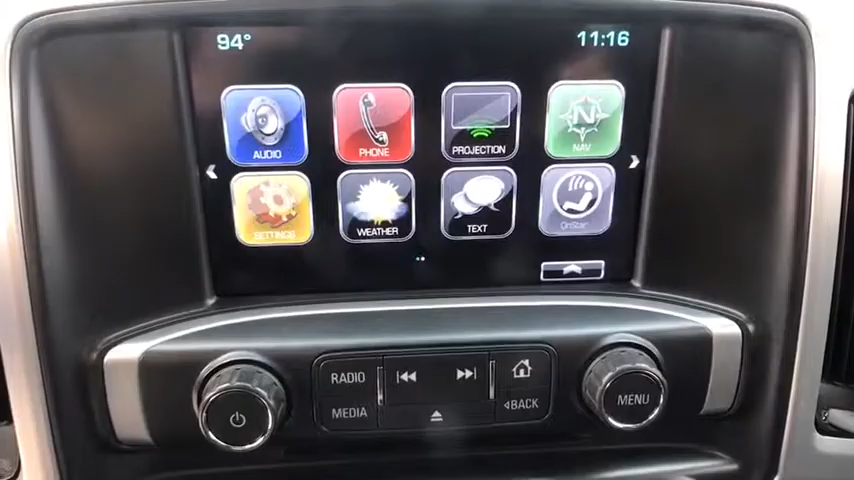 94° 11:16
AUDIO PHONE PROJECTION N NAV
SETTINGS WEATHER TEXT OnStar
RADIO
MEDIA BACK
MENU